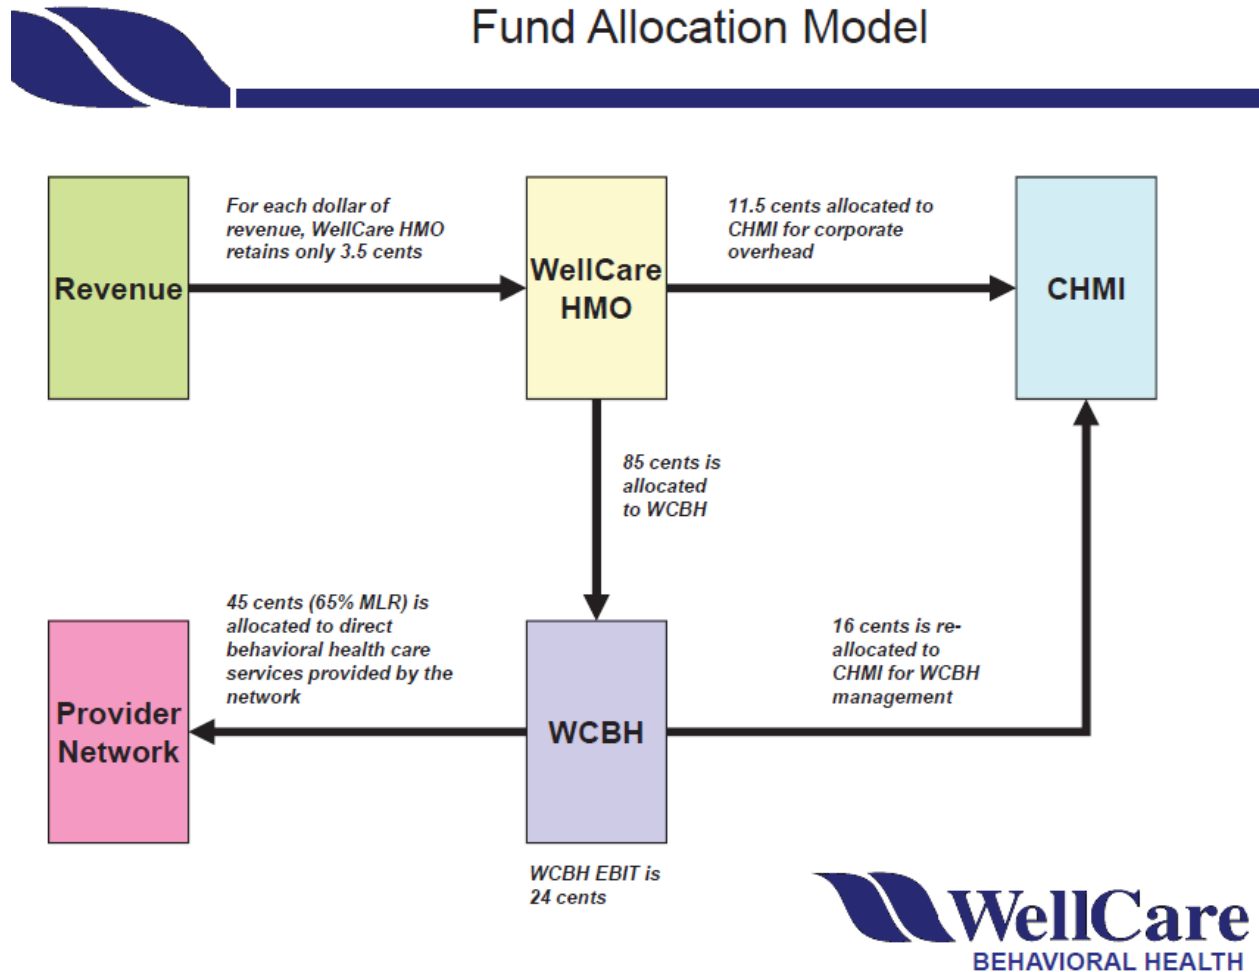 Fund Allocation Model
For each dollar of
revenue, WellCare HMO
retains only 3.5 cents
11.5 cents allocated to
CHMI for corporate
overhead
Revenue
WellCare
HMO
CHMI
85 cents is
allocated
to WCBH
45 cents (65% MLR) is
allocated to direct
behavioral health care
services provided by the
network
16 cents is re-
allocated to
CHMI for WCBH
management
Provider
Network
WCBH
WCBH EBIT is
24 cents
WellCare
BEHAVIORAL HEALTH